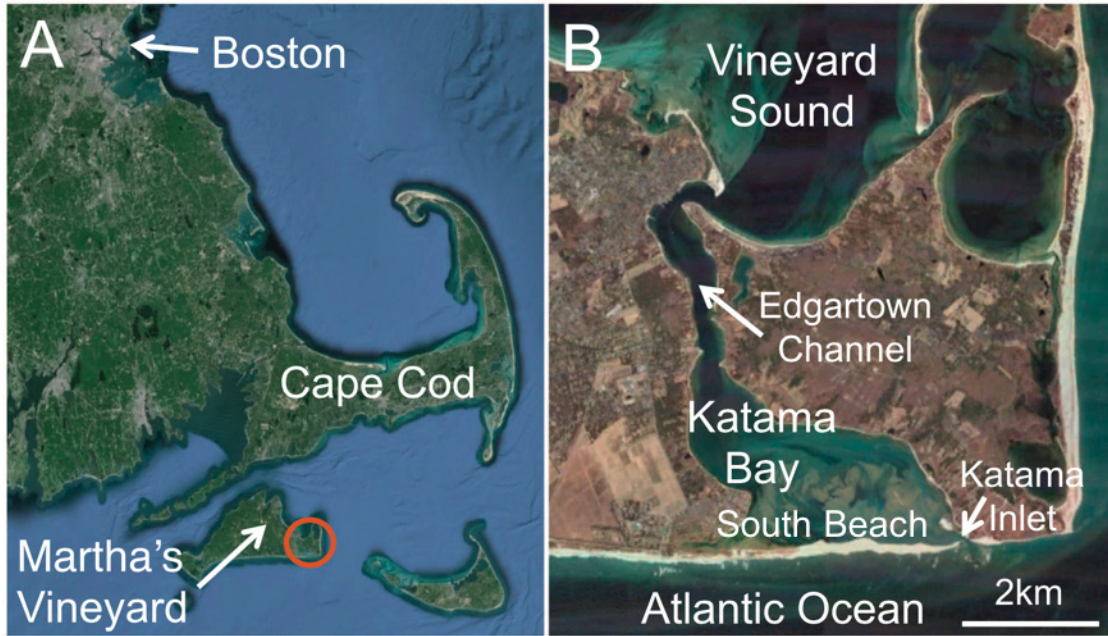 A
Boston
Cape Cod
Martha's
Vineyard
B
Vineyard
Sound
Edgartown
Channel
Katama
Bay
Katama
Inlet
South Beach
Atlantic Ocean
2km